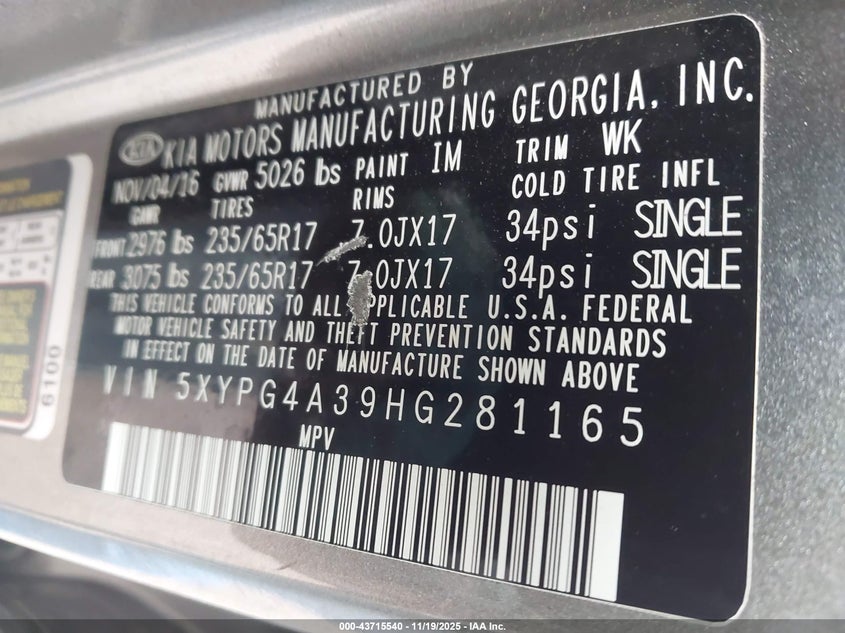 MANUFACTURED BY
KIA KIA MOTORS MANUFACTURING GEORGIA, INC.
NOV/04/16 GVWR 5026 lbs PAINT IM TRIM WK
GAWR TIRES RIMS COLD TIRE INFL
FRONT 2976 lbs 235/65R17 7.0JX17 34psi SINGLE
REAR 3075 lbs 235/65R17 7.0JX17 34psi SINGLE
THIS VEHICLE CONFORMS TO ALL APPLICABLE U.S.A. FEDERAL
MOTOR VEHICLE SAFETY AND THEFT PREVENTION STANDARDS
IN EFFECT ON THE DATE OF MANUFACTURE SHOWN ABOVE
VIN 5XYPG4A39HG281165
MPV
6100
000-43715540 - 11/19/2025 - IAA Inc.